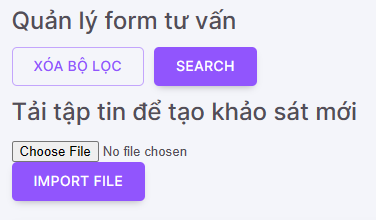 Quản lý form tư vấn
XÓA BỘ LỌC SEARCH
Tải tập tin để tạo khảo sát mới
Choose File No file chosen
IMPORT FILE